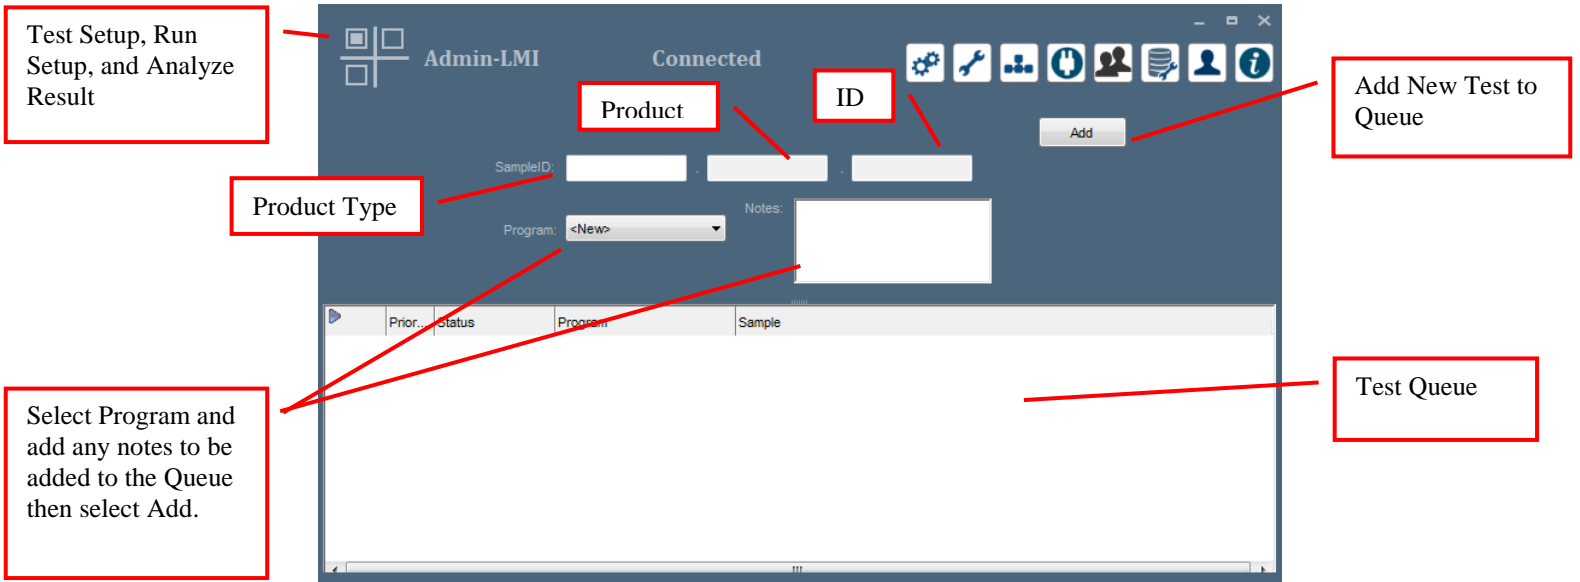 Test Setup, Run
Setup, and Analyze
Result
Admin-LMI
Connected
Product
ID
Add New Test to
Queue
Add
SampleID:
.
.
Product Type
Program:
<New>
Notes:
Prior...
Status
Program
Sample
Select Program and
add any notes to be
added to the Queue
then select Add.
Test Queue